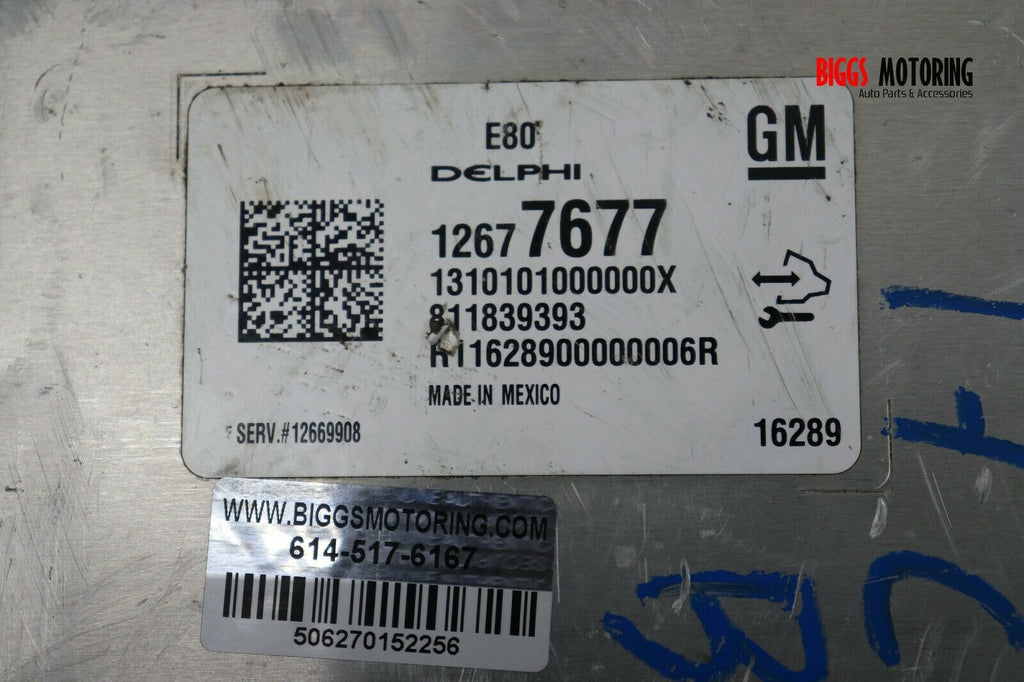 BIGGS MOTORING
Auto Parts & Accessories
E80
DELPHI
GM
12677677
1310101000000X
811839393
R11628900000006R
MADE IN MEXICO
SERV.#12669908
16289
WWW.BIGGSMOTORING.COM
614-517-6167
506270152256